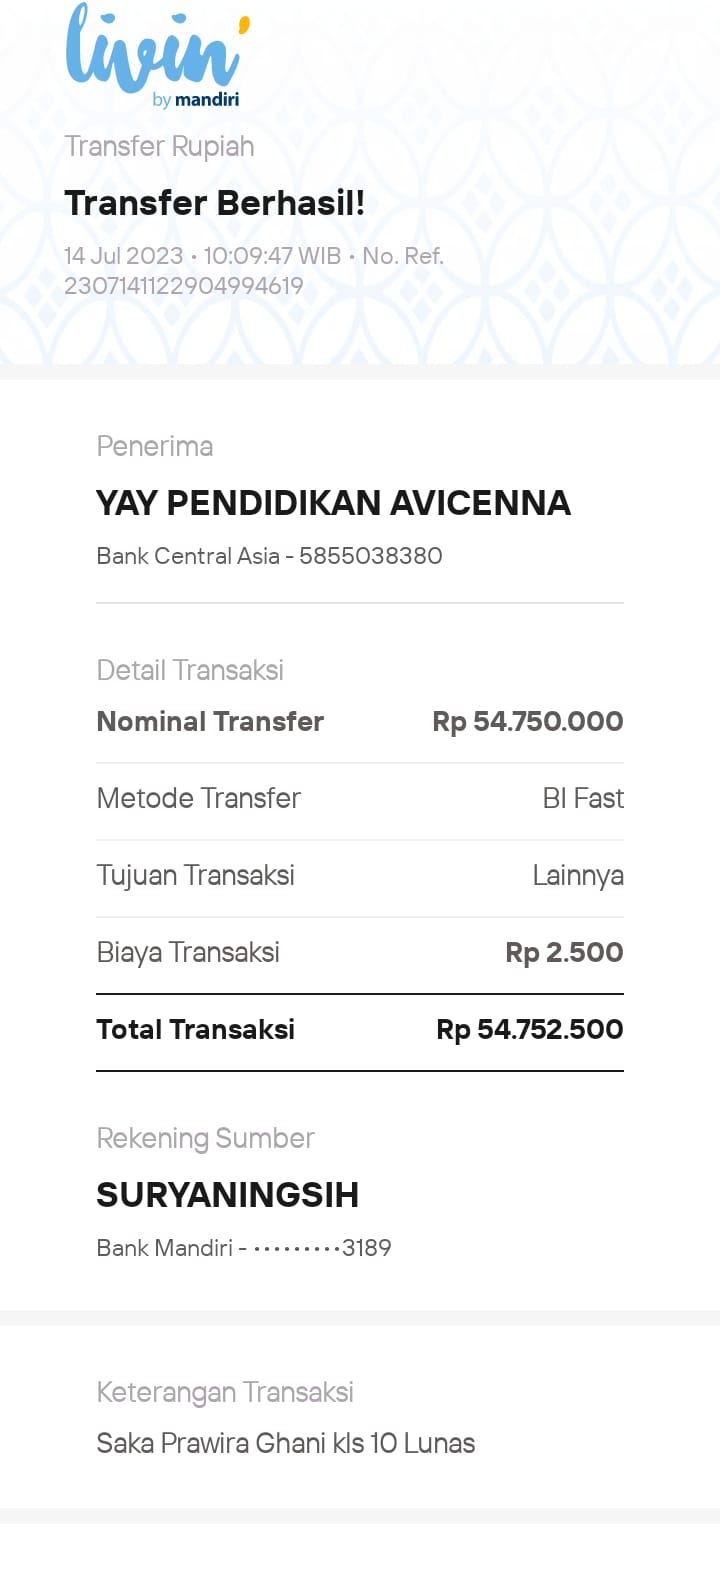 livin'
by mandiri
Transfer Rupiah
Transfer Berhasil!
14 Jul 2023 • 10:09:47 WIB • No. Ref.
2307141122904994619
Penerima
YAY PENDIDIKAN AVICENNA
Bank Central Asia - 5855038380
Detail Transaksi
Nominal Transfer Rp 54.750.000
Metode Transfer BI Fast
Tujuan Transaksi Lainnya
Biaya Transaksi Rp 2.500
Total Transaksi Rp 54.752.500
Rekening Sumber
SURYANINGSIH
Bank Mandiri - •••••••••3189
Keterangan Transaksi
Saka Prawira Ghani kls 10 Lunas